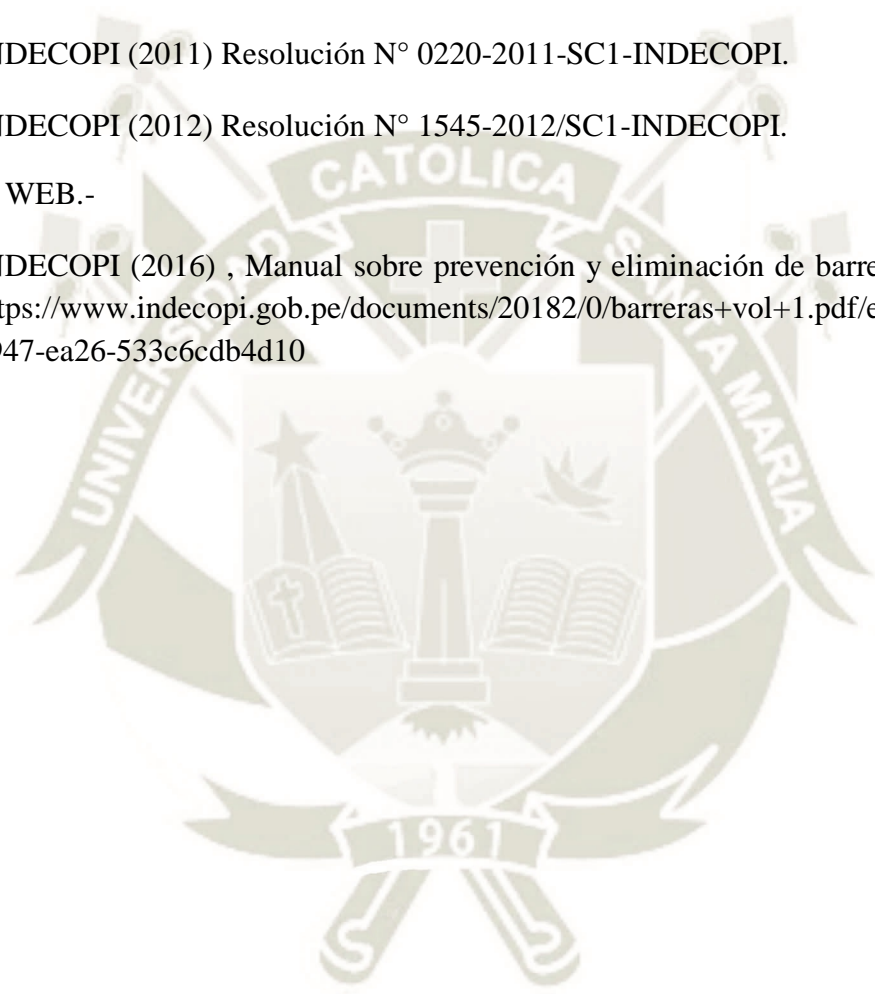 NDECOPI (2011) Resolución N° 0220-2011-SC1-INDECOPI.
NDECOPI (2012) Resolución N° 1545-2012/SC1-INDECOPI.
WEB.-
NDECOPI (2016) , Manual sobre prevención y eliminación de barre
tps://www.indecopi.gob.pe/documents/20182/0/barreras+vol+1.pdf/e
947-ea26-533c6cdb4d10
UNIVERSIDAD CATOLICA SANTA MARIA
1961